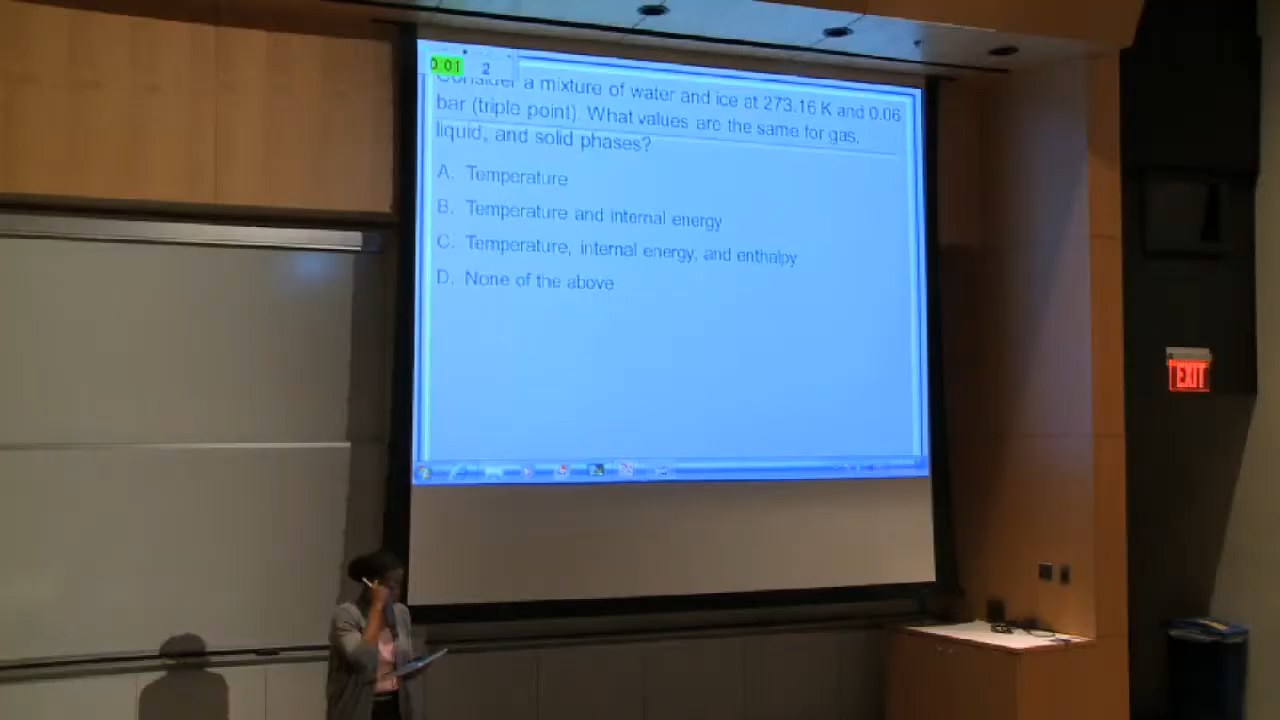 0:01 2
Consider a mixture of water and ice at 273.16 K and 0.06
bar (triple point). What values are the same for gas,
liquid, and solid phases?
A. Temperature
B. Temperature and internal energy
C. Temperature, internal energy, and enthalpy
D. None of the above
EXIT